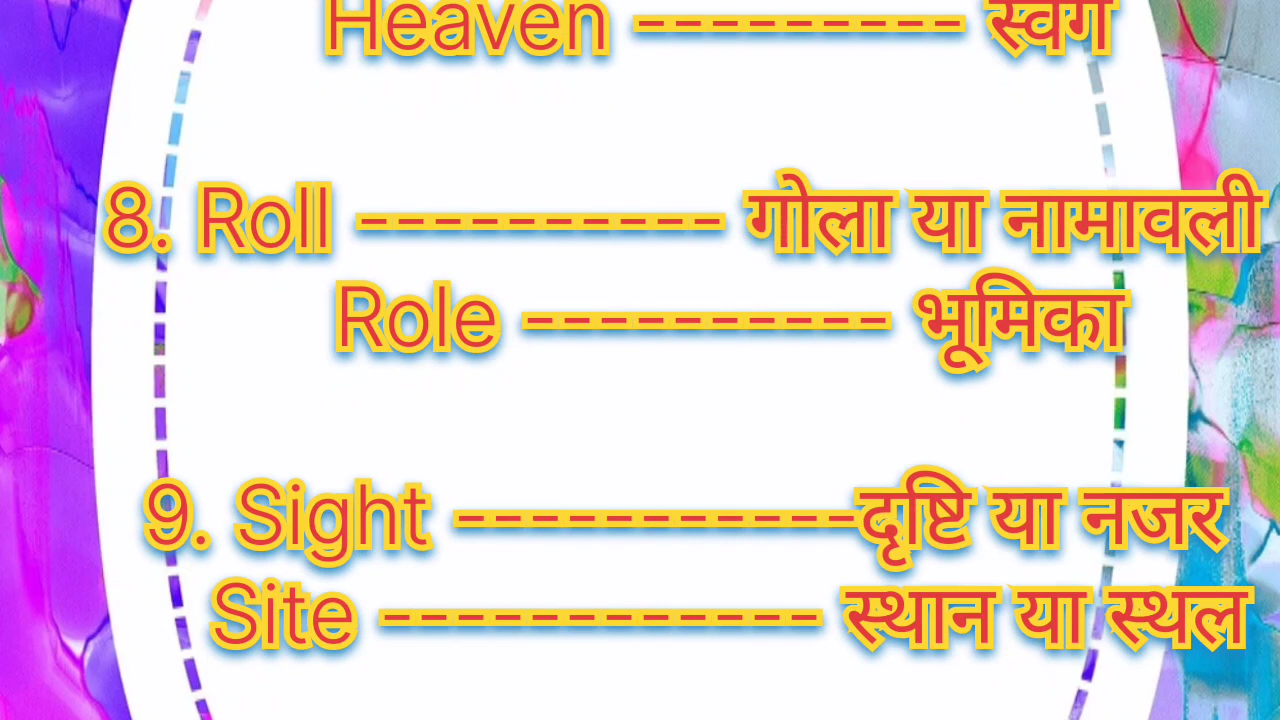 Heaven --------- स्वर्ग
8. Roll ---------- गोला या नामावली
Role ---------- भूमिका
9. Sight -----------दृष्टि या नजर
Site ------------ स्थान या स्थल